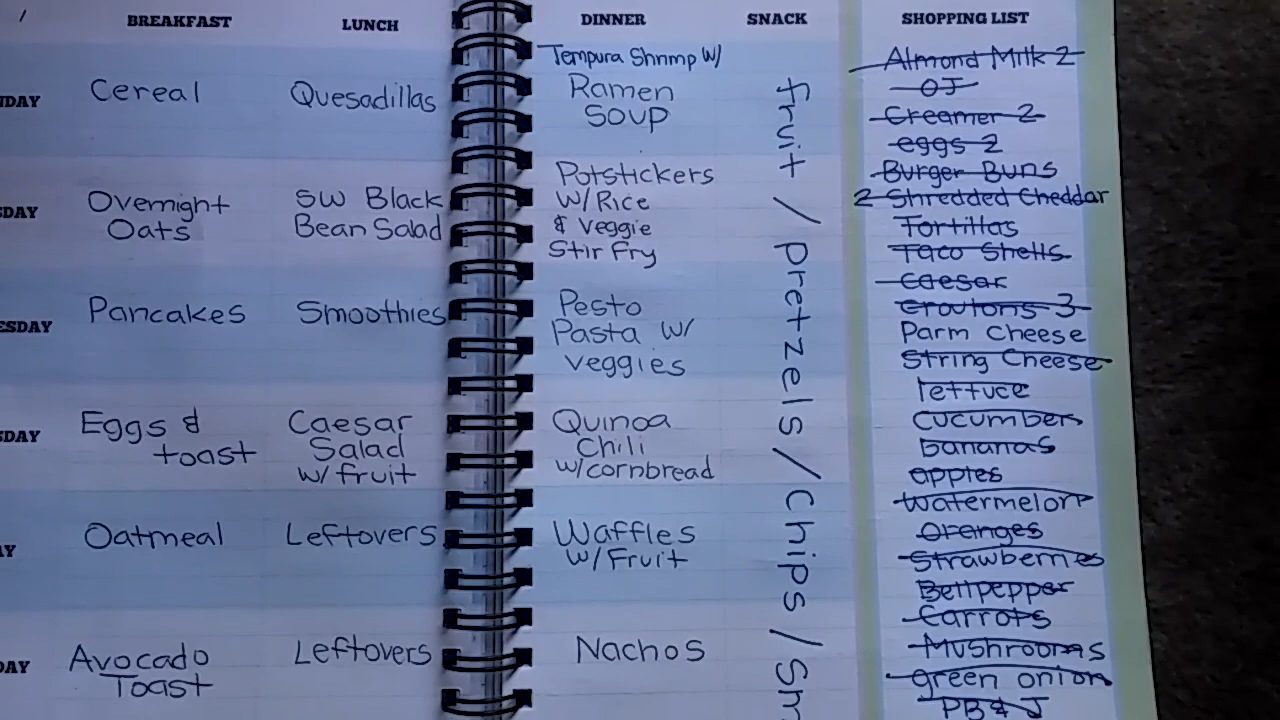 BREAKFAST LUNCH DINNER SNACK SHOPPING LIST
NDAY
Cereal
Quesadillas
Tempura Shrimp W/
Ramen
SOUP
SDAY
Overnight
Oats
SW Black
Bean Salad
Potstickers
W/Rice
& Veggie
Stir Fry
ESDAY
Pancakes
Smoothies
Pesto
Pasta W/
veggies
SDAY
Eggs &
toast
Caesar
Salad
w/fruit
Quinoa
Chili
w/cornbread
AY
Oatmeal
Leftovers
Waffles
W/Fruit
DAY
Avocado
Toast
Leftovers
Nachos
fruit / pretzels / Chips / Sm
Almond Milk 2
OJ
Creamer 2
eggs 2
Burger Buns
2 Shredded Cheddar
Tortillas
Taco Shells
caesar
croutons 3
Parm Cheese
String Cheese
lettuce
cucumbers
bananas
apples
Watermelon
Oranges
Strawberries
Bellpepper
Carrots
Mushrooms
green onion
PB & J